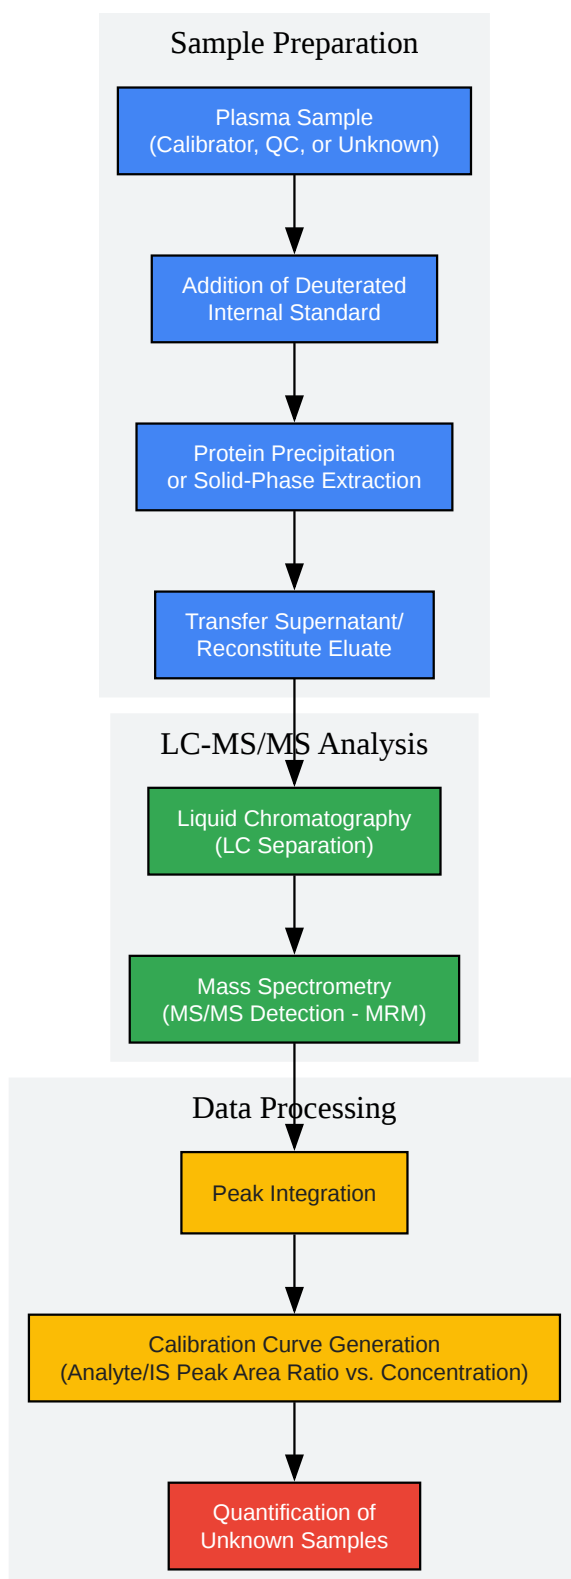 Sample Preparation
Plasma Sample
(Calibrator, QC, or Unknown)
Addition of Deuterated
Internal Standard
Protein Precipitation
or Solid-Phase Extraction
Transfer Supernatant/
Reconstitute Eluate
LC-MS/MS Analysis
Liquid Chromatography
(LC Separation)
Mass Spectrometry
(MS/MS Detection - MRM)
Data Processing
Peak Integration
Calibration Curve Generation
(Analyte/IS Peak Area Ratio vs. Concentration)
Quantification of
Unknown Samples